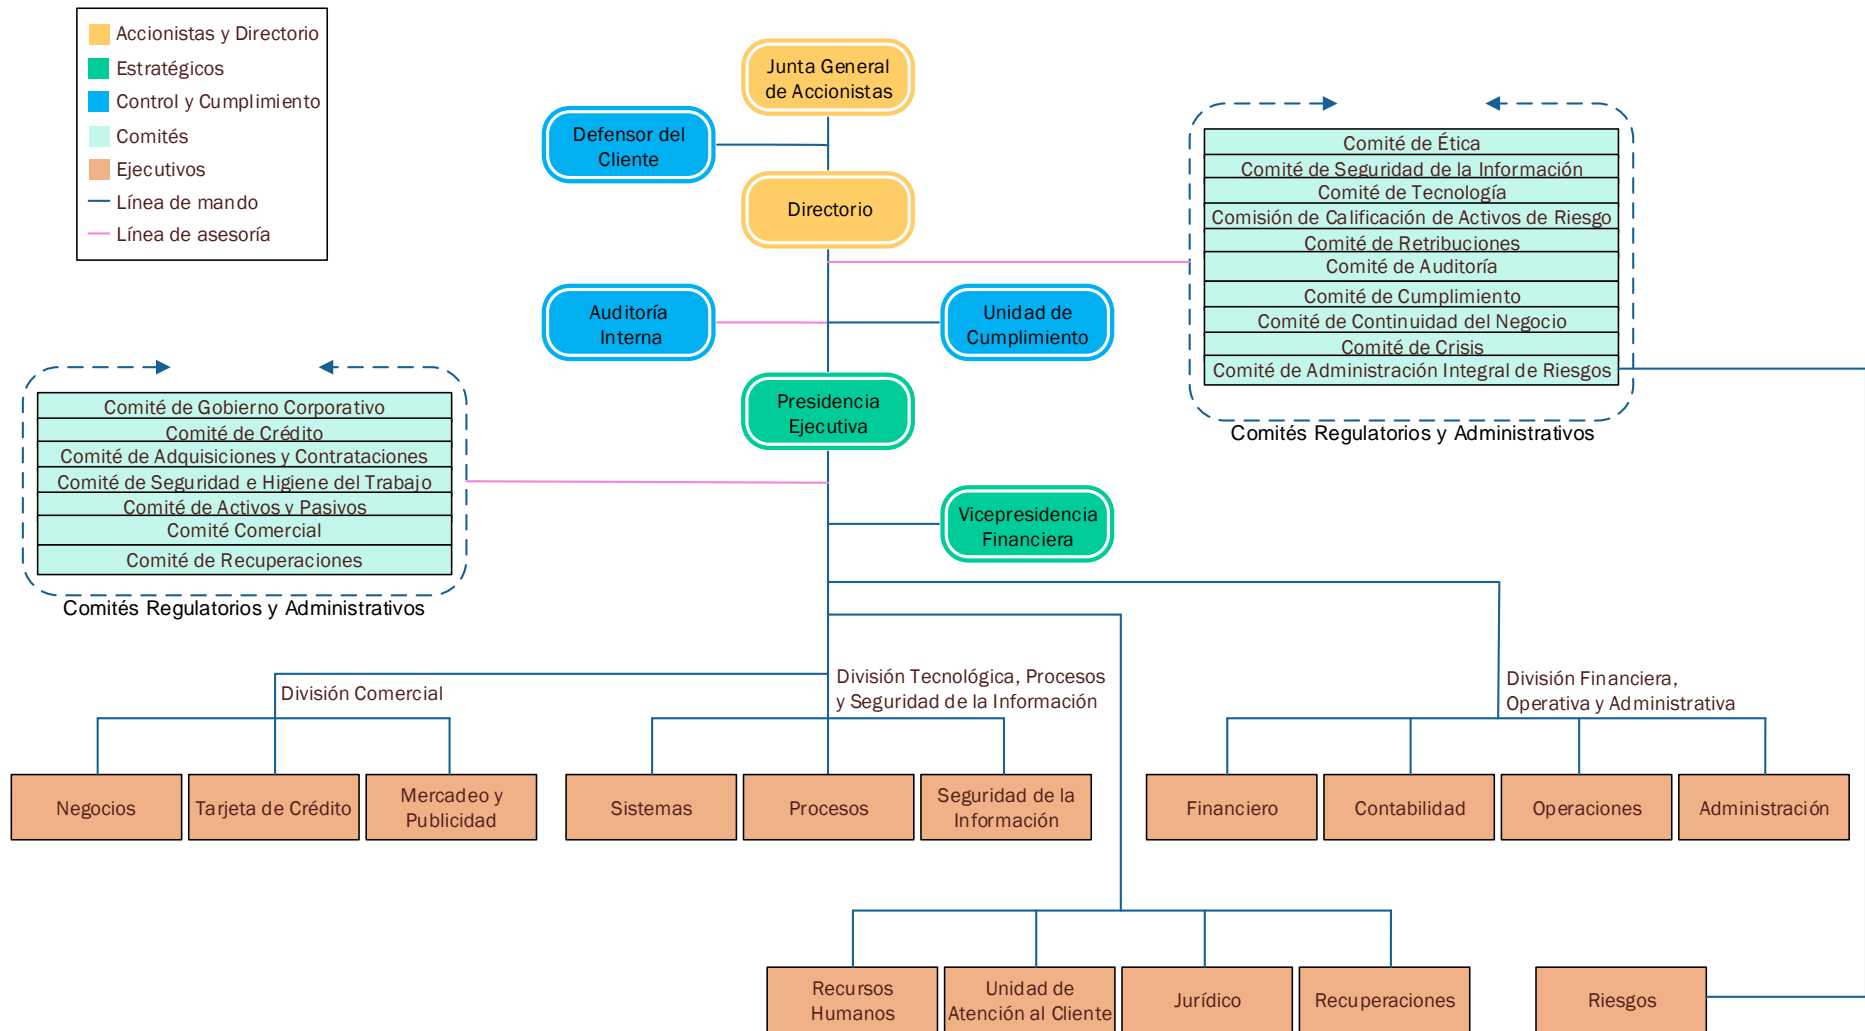 Accionistas y Directorio
Estratégicos
Control y Cumplimiento
Comités
Ejecutivos
Línea de mando
Línea de asesoría
Junta General
de Accionistas
Defensor del
Cliente
Directorio
Comité de Ética
Comité de Seguridad de la Información
Comité de Tecnología
Comisión de Calificación de Activos de Riesgo
Comité de Retribuciones
Comité de Auditoría
Comité de Cumplimiento
Comité de Continuidad del Negocio
Comité de Crisis
Comité de Administración Integral de Riesgos
Comités Regulatorios y Administrativos
Auditoría
Interna
Unidad de
Cumplimiento
Presidencia
Ejecutiva
Comité de Gobierno Corporativo
Comité de Crédito
Comité de Adquisiciones y Contrataciones
Comité de Seguridad e Higiene del Trabajo
Comité de Activos y Pasivos
Comité Comercial
Comité de Recuperaciones
Comités Regulatorios y Administrativos
Vicepresidencia
Financiera
División Comercial
División Tecnológica, Procesos
y Seguridad de la Información
División Financiera,
Operativa y Administrativa
Negocios
Tarjeta de Crédito
Mercadeo y
Publicidad
Sistemas
Procesos
Seguridad de la
Información
Financiero
Contabilidad
Operaciones
Administración
Recursos
Humanos
Unidad de
Atención al Cliente
Jurídico
Recuperaciones
Riesgos